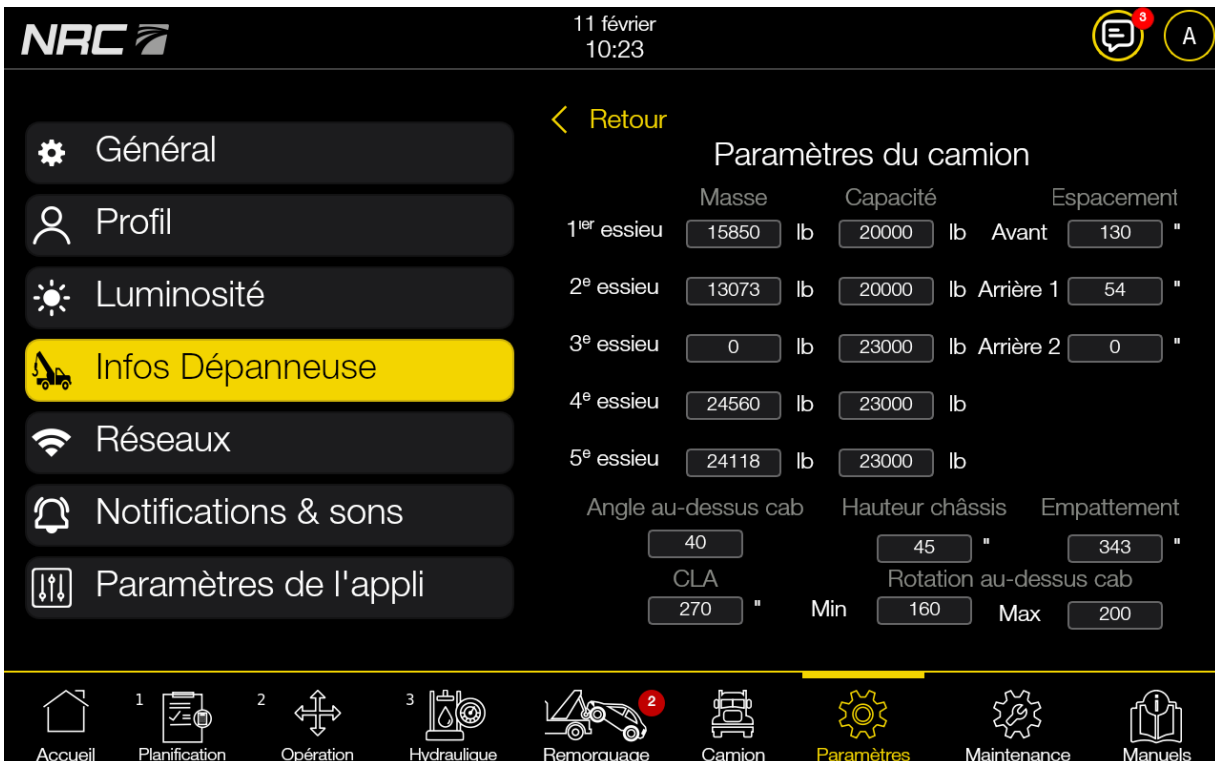 NRC
11 février
10:23
3
A
Général
Profil
Luminosité
Infos Dépanneuse
Réseaux
Notifications & sons
Paramètres de l'appli
Retour
Paramètres du camion
Masse Capacité Espacement
1ier essieu 15850 lb 20000 lb Avant 130 "
2e essieu 13073 lb 20000 lb Arrière 1 54 "
3e essieu 0 lb 23000 lb Arrière 2 0 "
4e essieu 24560 lb 23000 lb
5e essieu 24118 lb 23000 lb
Angle au-dessus cab Hauteur châssis Empattement
40 45 " 343 "
CLA Rotation au-dessus cab
270 " Min 160 Max 200
1 2 3 2
Accueil Planification Opération Hydraulique Remorquage Camion Paramètres Maintenance Manuels